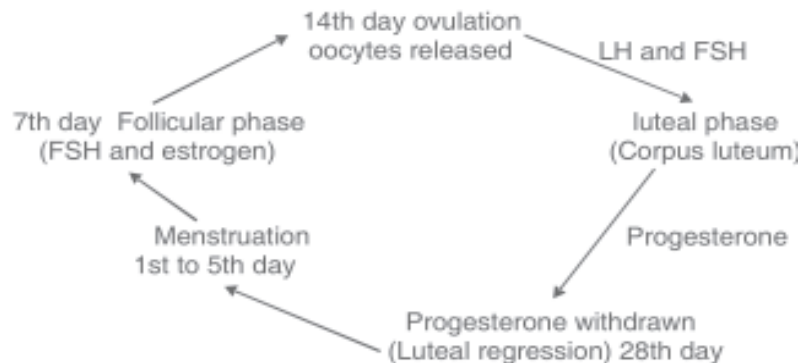 14th day ovulation
oocytes released
LH and FSH
7th day Follicular phase
(FSH and estrogen)
luteal phase
(Corpus luteum)
Menstruation
1st to 5th day
Progesterone
Progesterone withdrawn
(Luteal regression) 28th day